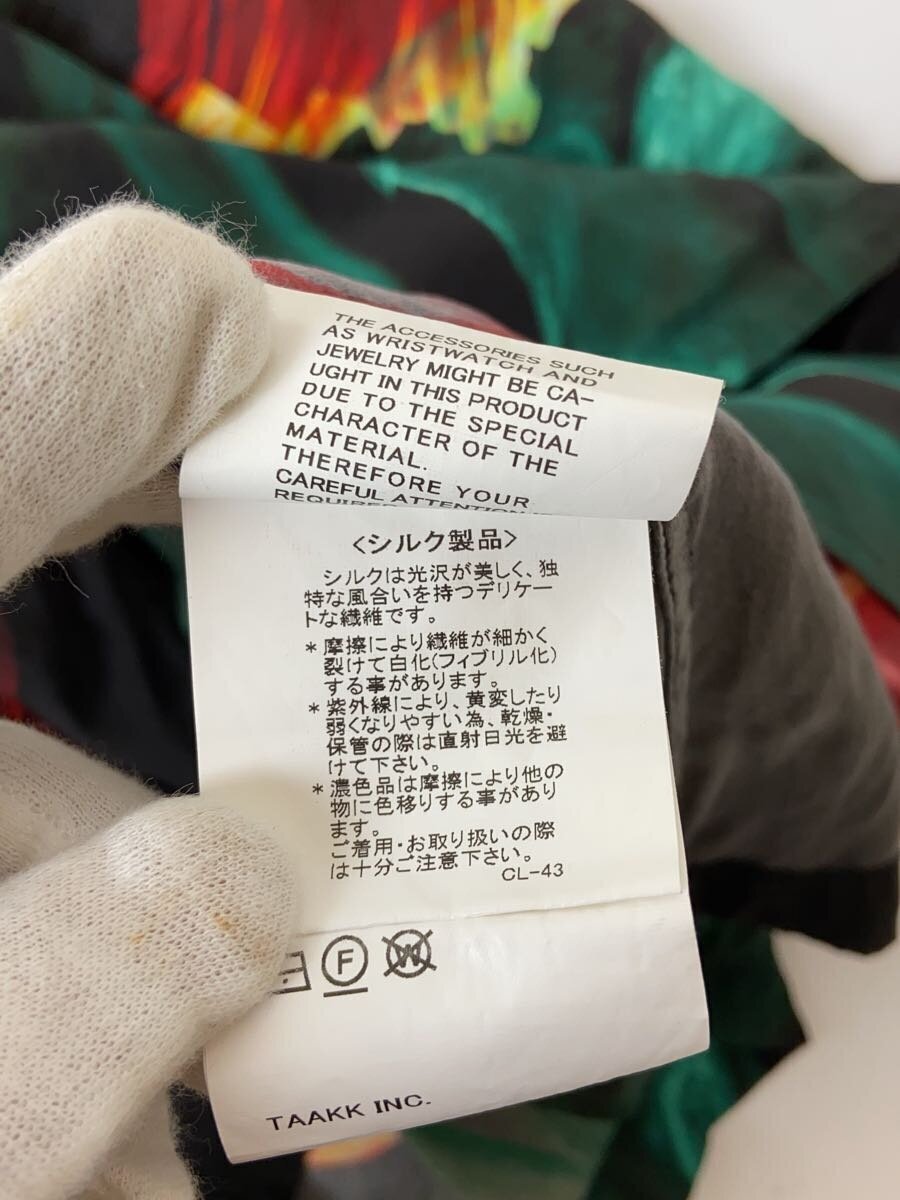 THE ACCESSORIES SUCH
AS WRISTWATCH AND
JEWELRY MIGHT BE CA-
UGHT IN THIS PRODUCT
DUE TO THE SPECIAL
CHARACTER OF THE
MATERIAL.
THEREFORE YOUR
CAREFUL ATTENTION
<シルク製品>
シルクは光沢が美しく、独
特な風合いを持つデリケー
トな繊維です。
*摩擦により繊維が細かく
裂けて白化(フィブリル化)
する事があります。
*紫外線により、黄変したり
弱くなりやすい為、乾燥・
保管の際は直射日光を避
けて下さい。
*濃色品は摩擦により他の
物に色移りする事があり
ます。
ご着用・お取り扱いの際
は十分ご注意下さい。
CL-43
F W
TAAKK INC.